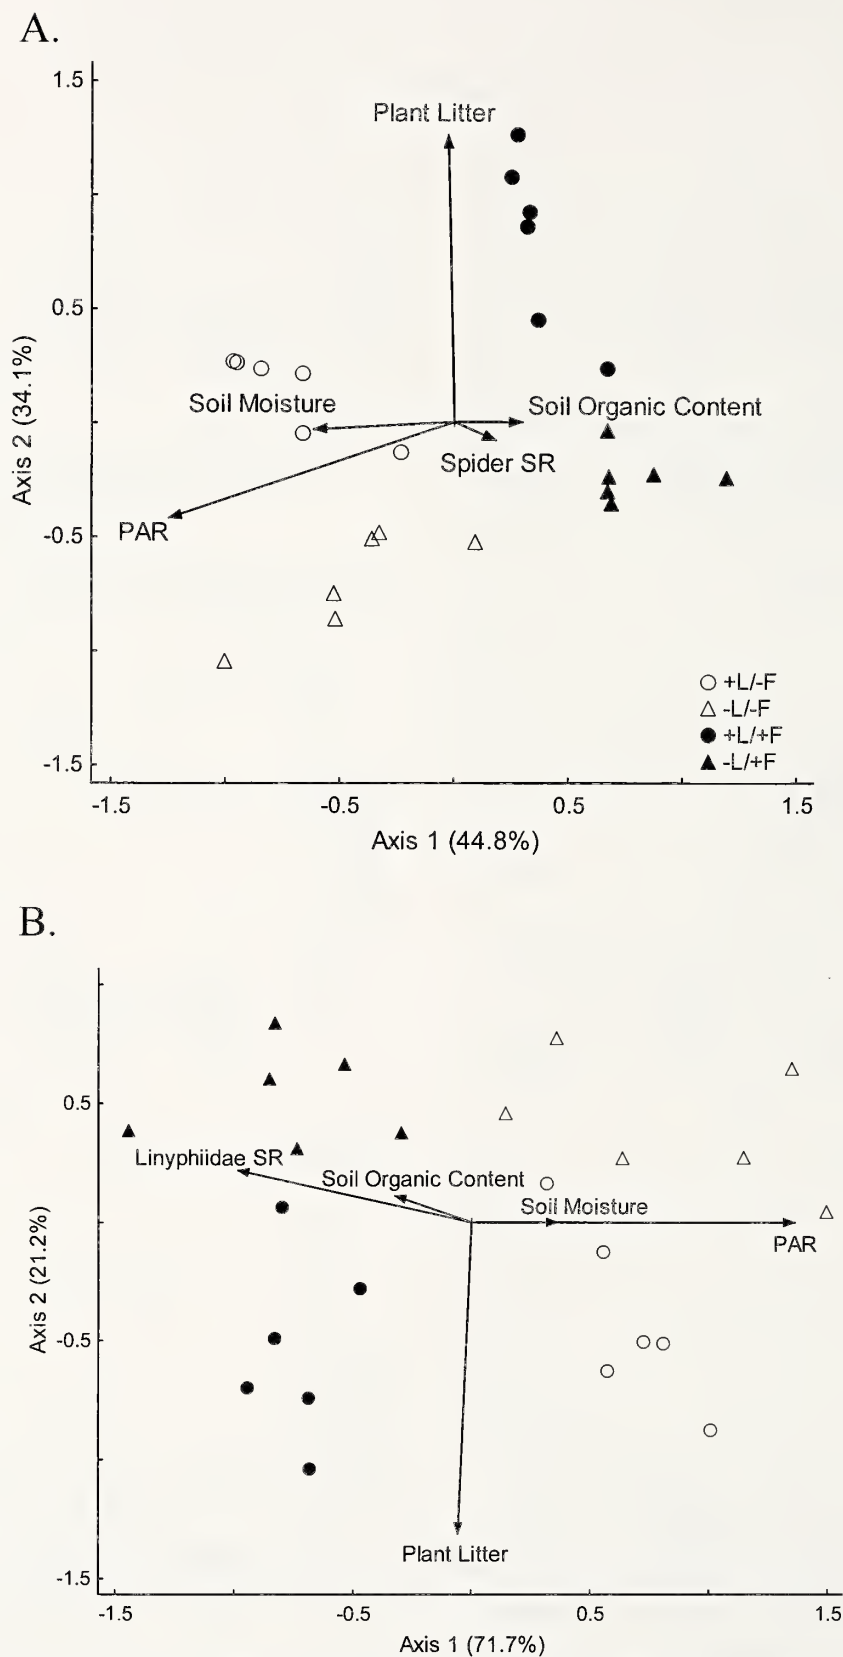 A.
1.5
Plant Litter
0.5
Soil Moisture
Soil Organic Content
Spider SR
PAR
-0.5
Axis 2 (34.1%)
+L/-F
-L/-F
+L/+F
-L/+F
-1.5
-1.5 -0.5 0.5 1.5
Axis 1 (44.8%)
B.
0.5
Linyphiidae SR
Soil Organic Content
Soil Moisture
PAR
Axis 2 (21.2%)
-0.5
Plant Litter
-1.5
-1.5 -0.5 0.5 1.5
Axis 1 (71.7%)